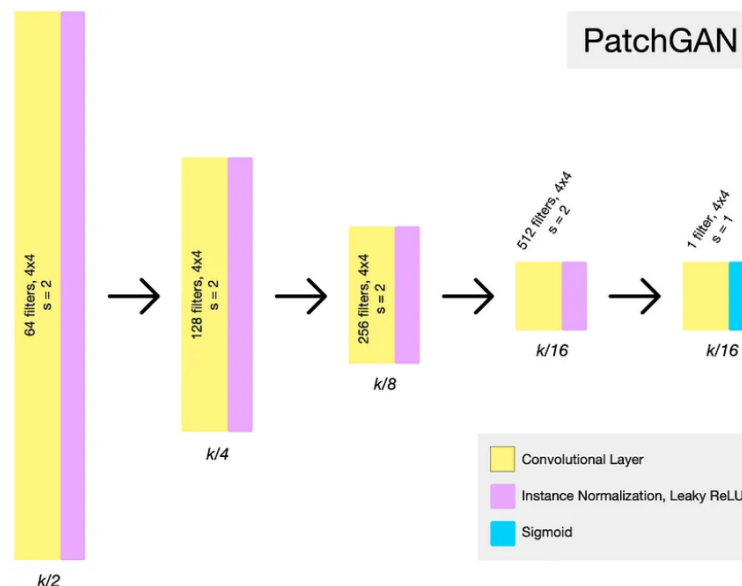 PatchGAN
64 filters, 4x4
s = 2
k/2
128 filters, 4x4
s = 2
k/4
256 filters, 4x4
s = 2
k/8
512 filters, 4x4
s = 2
k/16
1 filter, 4x4
s = 1
k/16
Convolutional Layer
Instance Normalization, Leaky ReLU
Sigmoid